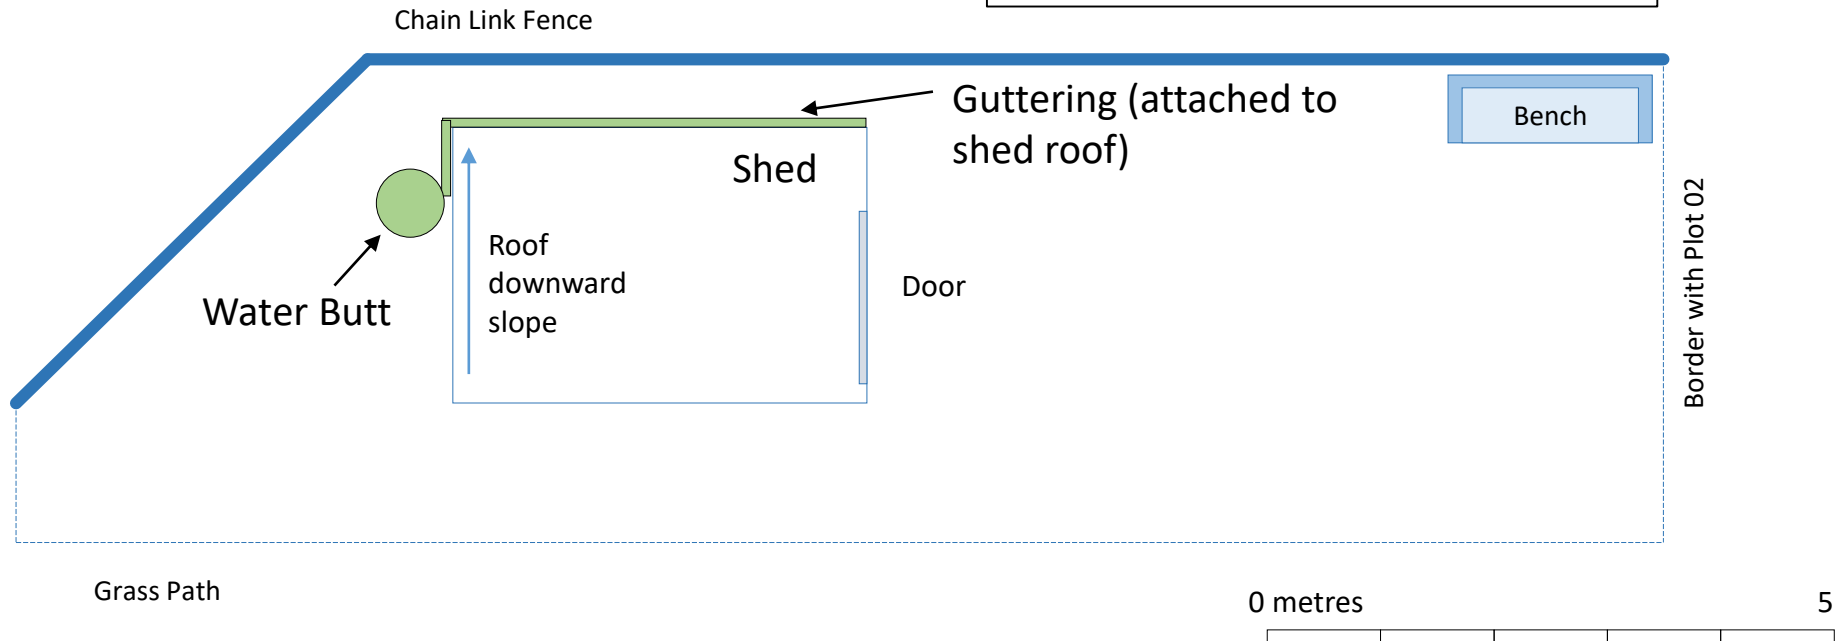 Chain Link Fence
Guttering (attached to
shed roof)
Bench
Shed
Border with Plot 02
Roof
downward
slope
Door
Water Butt
Grass Path
0 metres
5